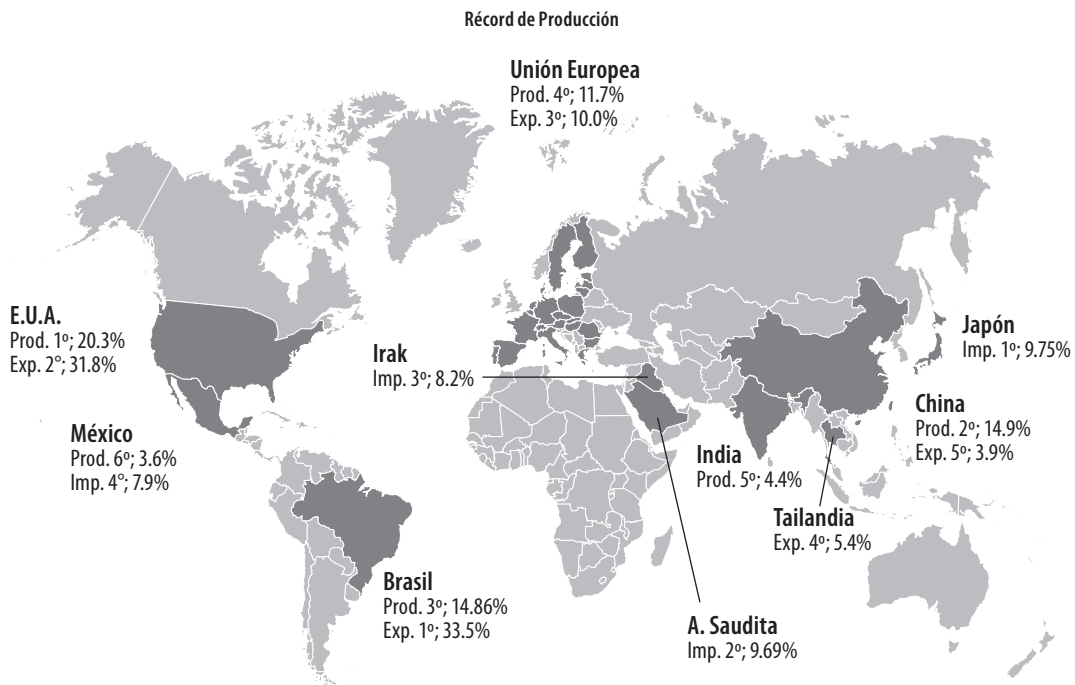 Récord de Producción
Unión Europea
Prod. 4º; 11.7%
Exp. 3º; 10.0%
E.U.A.
Prod. 1º; 20.3%
Exp. 2°; 31.8%
Irak
Imp. 3º; 8.2%
Japón
Imp. 1º; 9.75%
México
Prod. 6º; 3.6%
Imp. 4°; 7.9%
China
Prod. 2º; 14.9%
Exp. 5º; 3.9%
India
Prod. 5º; 4.4%
Tailandia
Exp. 4º; 5.4%
Brasil
Prod. 3º; 14.86%
Exp. 1º; 33.5%
A. Saudita
Imp. 2º; 9.69%